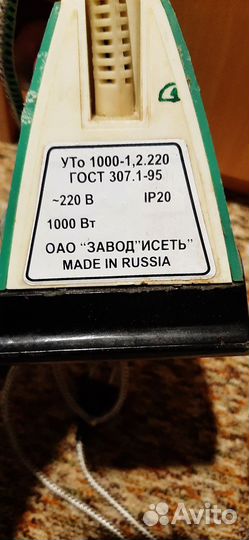 УТо 1000-1,2.220
ГОСТ 307.1-95
~220 В IP20
1000 Вт
ОАО "ЗАВОД"ИСЕТЬ"
MADE IN RUSSIA
Avito